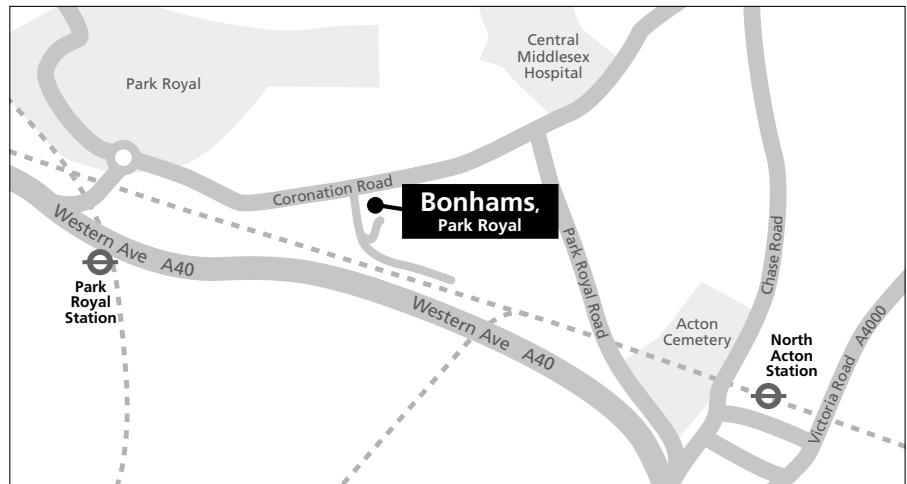 Central
Middlesex
Hospital
Park Royal
Coronation Road
Bonhams,
Park Royal
Western Ave A40
Park
Royal
Station
Western Ave A40
Park Royal Road
Chase Road
Acton
Cemetery
North
Acton
Station
Victoria Road A4000